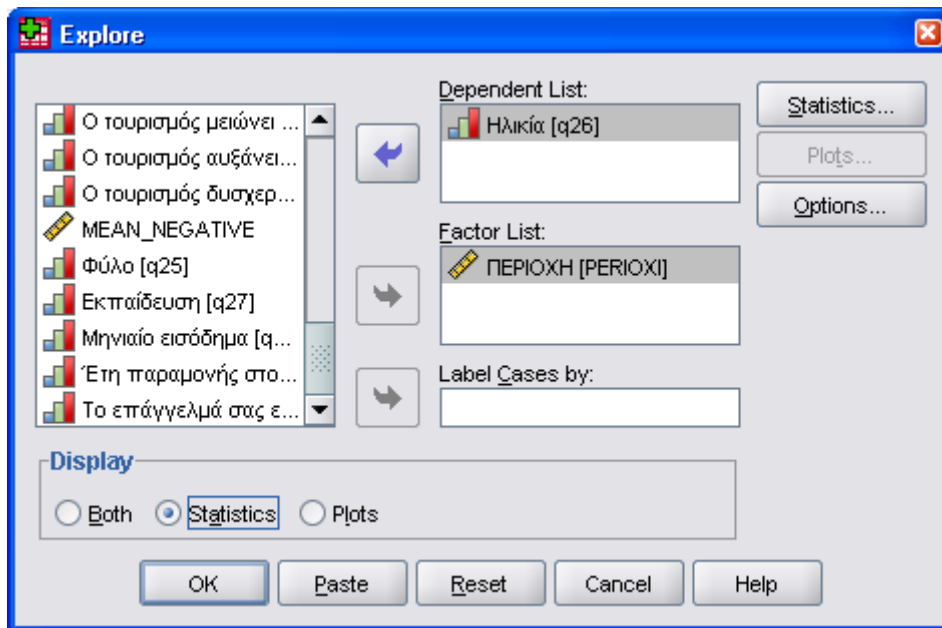 Explore
Ο τουρισμός μειώνει ...
Ο τουρισμός αυξάνει...
Ο τουρισμός δυσχερ...
MEAN_NEGATIVE
Φύλο [q25]
Εκπαίδευση [q27]
Μηνιαίο εισόδημα [q...
Έτη παραμονής στο...
Το επάγγελμά σας ε...
Dependent List:
Ηλικία [q26]
Factor List:
ΠΕΡΙΟΧΗ [PERIOXI]
Label Cases by:
Statistics...
Plots...
Options...
Display
Both
Statistics
Plots
OK
Paste
Reset
Cancel
Help